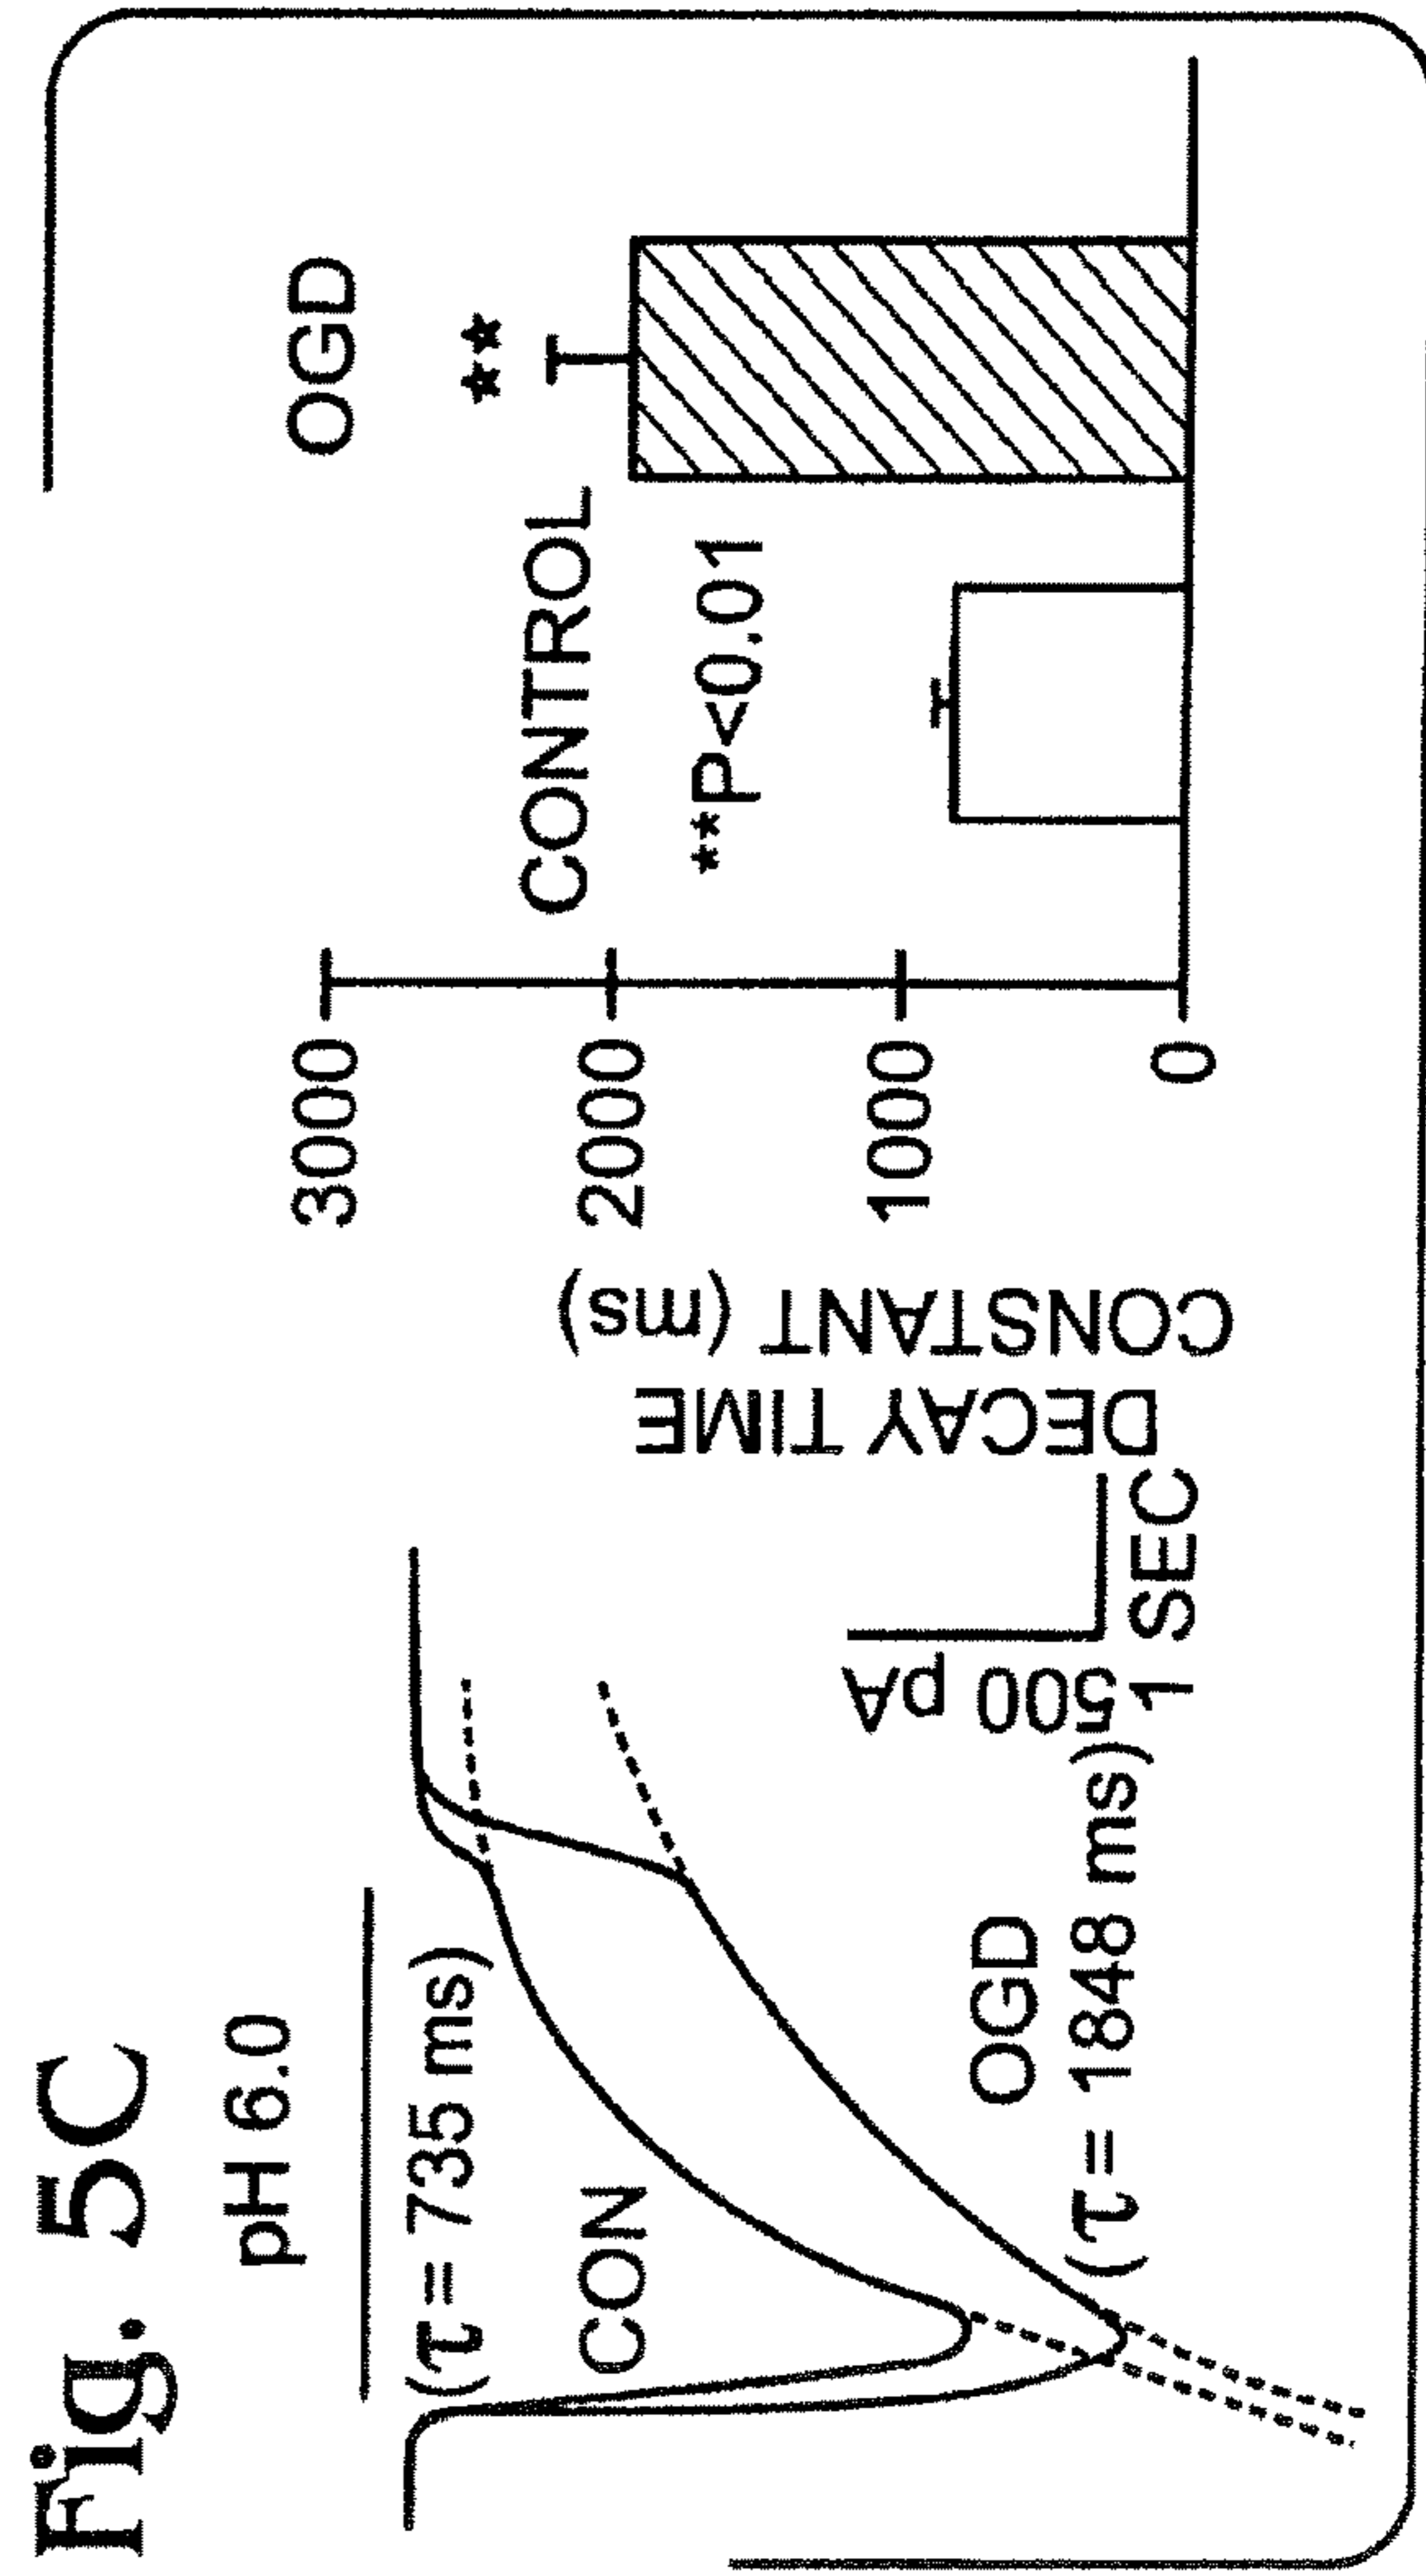 Fig. 5C
pH 6.0
(τ = 735 ms)
CON
OGD
(τ = 1848 ms)
500 pA
1 SEC
DECAY TIME
CONSTANT (ms)
3000
2000
1000
0
CONTROL
**P<0.01
OGD
**